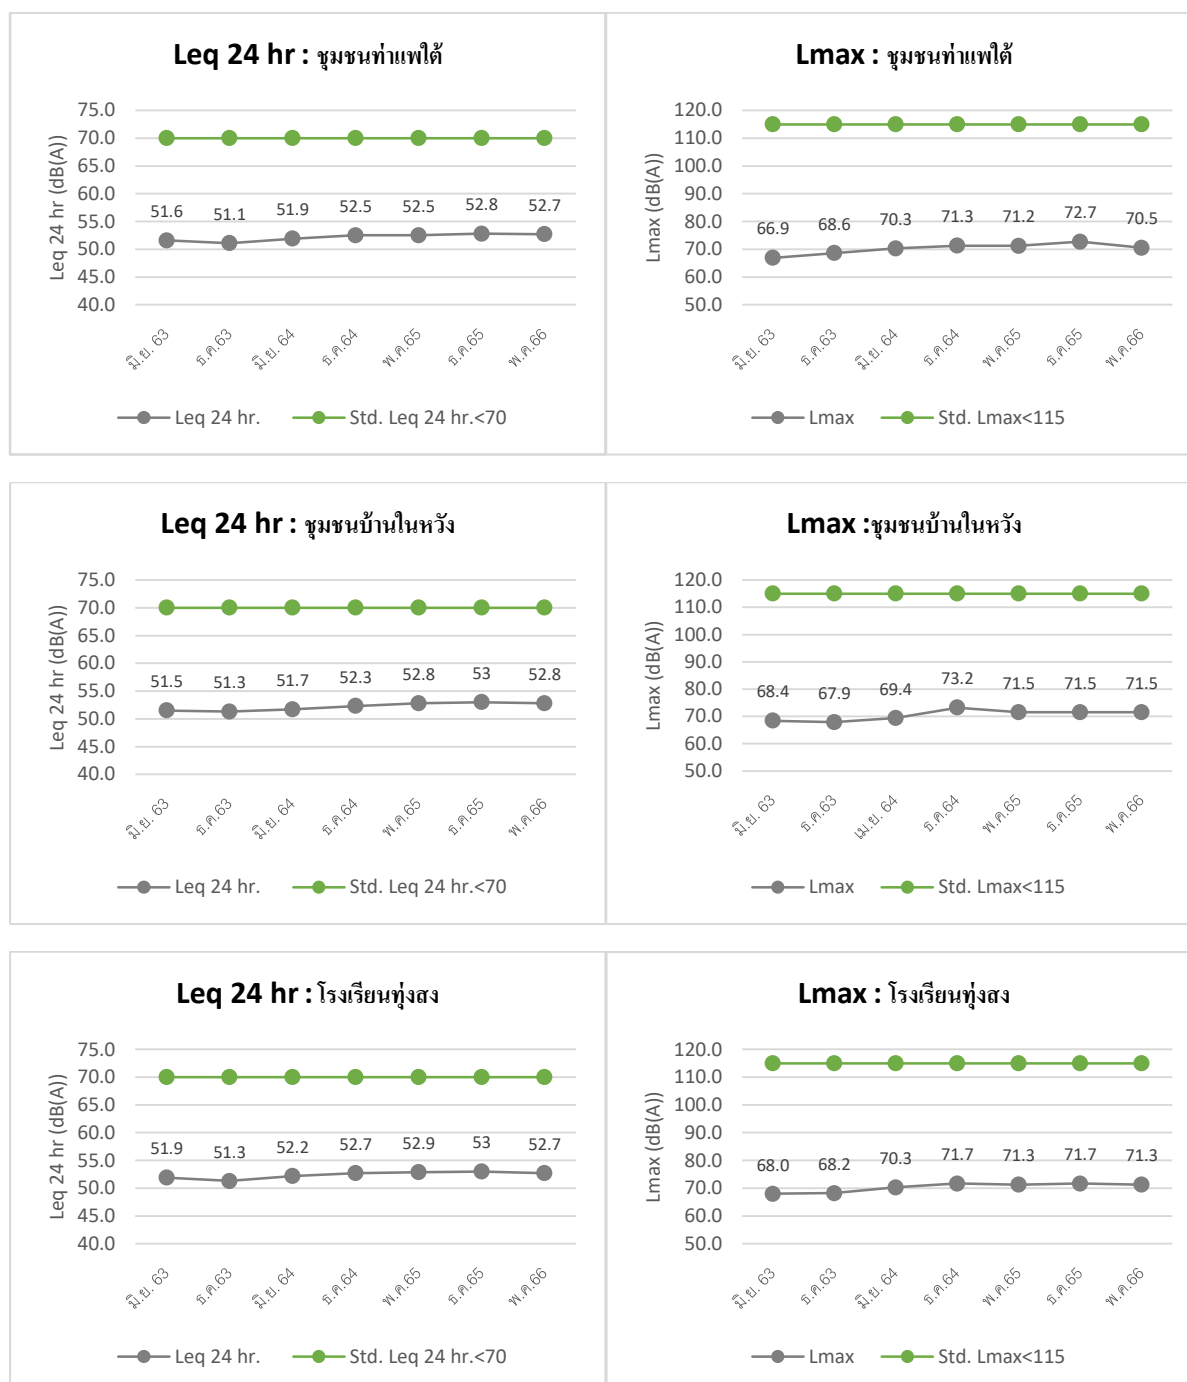 Leq 24 hr : ชุมชนท่าแพใต้
Leq 24 hr (dB(A))
75.0
70.0
65.0
60.0
55.0
50.0
45.0
40.0
51.6 51.1 51.9 52.5 52.5 52.8 52.7
มิ.ย. 63 ธ.ค.63 มิ.ย. 64 ธ.ค.64 พ.ค.65 ธ.ค.65 พ.ค.66
Leq 24 hr. Std. Leq 24 hr.<70
Lmax : ชุมชนท่าแพใต้
Lmax (dB(A))
120.0
110.0
100.0
90.0
80.0
70.0
60.0
50.0
66.9 68.6 70.3 71.3 71.2 72.7 70.5
มิ.ย. 63 ธ.ค.63 มิ.ย. 64 ธ.ค.64 พ.ค.65 ธ.ค.65 พ.ค.66
Lmax Std. Lmax<115
Leq 24 hr : ชุมชนบ้านในหวัง
Leq 24 hr (dB(A))
75.0
70.0
65.0
60.0
55.0
50.0
45.0
40.0
51.5 51.3 51.7 52.3 52.8 53 52.8
มิ.ย. 63 ธ.ค.63 มิ.ย. 64 ธ.ค.64 พ.ค.65 ธ.ค.65 พ.ค.66
Leq 24 hr. Std. Leq 24 hr.<70
Lmax :ชุมชนบ้านในหวัง
Lmax (dB(A))
120.0
110.0
100.0
90.0
80.0
70.0
60.0
50.0
68.4 67.9 69.4 73.2 71.5 71.5 71.5
มิ.ย. 63 ธ.ค.63 เม.ย. 64 ธ.ค.64 พ.ค.65 ธ.ค.65 พ.ค.66
Lmax Std. Lmax<115
Leq 24 hr : โรงเรียนทุ่งสง
Leq 24 hr (dB(A))
75.0
70.0
65.0
60.0
55.0
50.0
45.0
40.0
51.9 51.3 52.2 52.7 52.9 53 52.7
มิ.ย. 63 ธ.ค.63 มิ.ย. 64 ธ.ค.64 พ.ค.65 ธ.ค.65 พ.ค.66
Leq 24 hr. Std. Leq 24 hr.<70
Lmax : โรงเรียนทุ่งสง
Lmax (dB(A))
120.0
110.0
100.0
90.0
80.0
70.0
60.0
50.0
68.0 68.2 70.3 71.7 71.3 71.7 71.3
มิ.ย. 63 ธ.ค.63 มิ.ย. 64 ธ.ค.64 พ.ค.65 ธ.ค.65 พ.ค.66
Lmax Std. Lmax<115